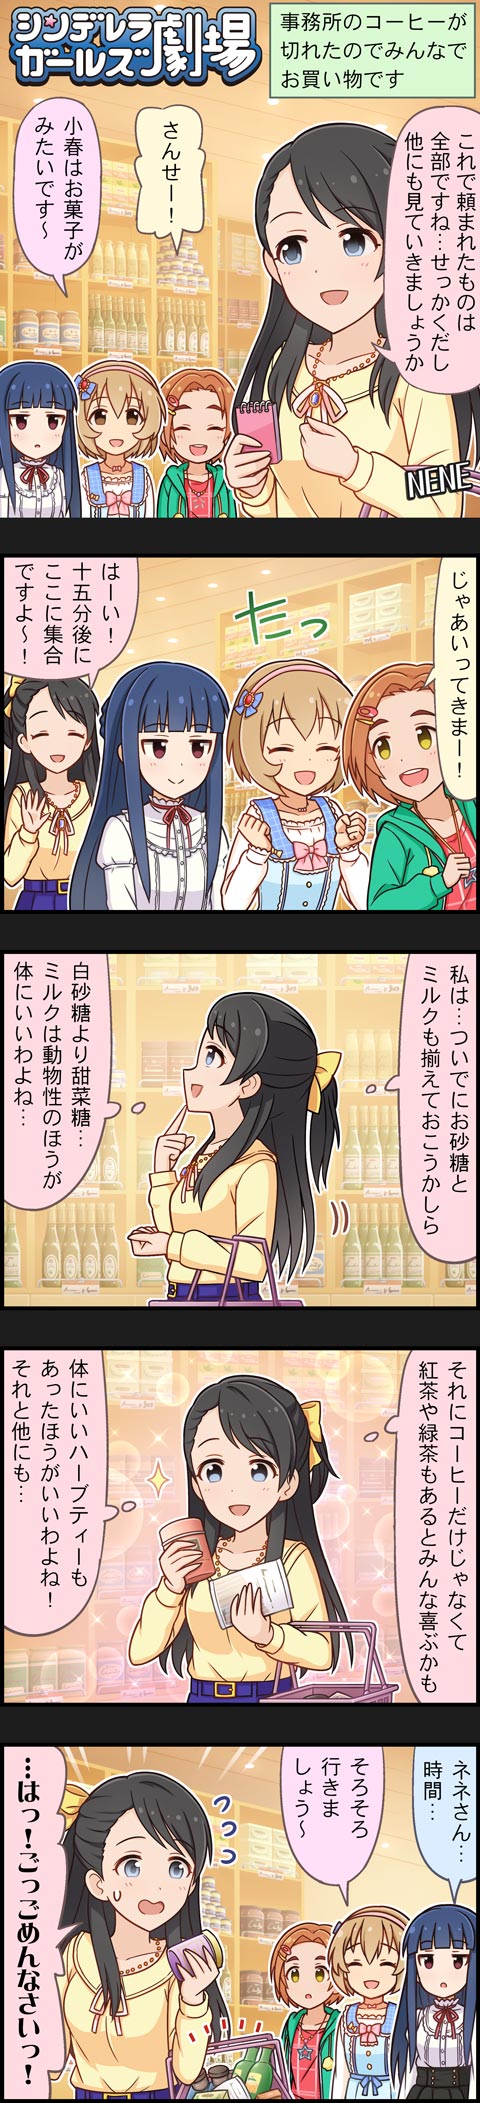 シンデレラ
ガールズ劇場
事務所のコーヒーが
切れたのでみんなで
お買い物です
これで頼まれたものは
全部ですね…せっかくだし
他にも見ていきましょうか
さんせー！
小春はお菓子が
みたいです〜
NENE
じゃあいってきまー！
たっ
はーい！
十五分後に
ここに集合
ですよ〜！
私は…ついでにお砂糖と
ミルクも揃えておこうかしら
白砂糖より甜菜糖…
ミルクは動物性のほうが
体にいいわよね…
それにコーヒーだけじゃなくて
紅茶や緑茶もあるとみんな喜ぶかも
体にいいハーブティーも
あったほうがいいわよね！
それと他にも…
ネネさん…
時間…
そろそろ
行きま
しょう〜
つつつ
…はっ！ごっごめんなさいっ！